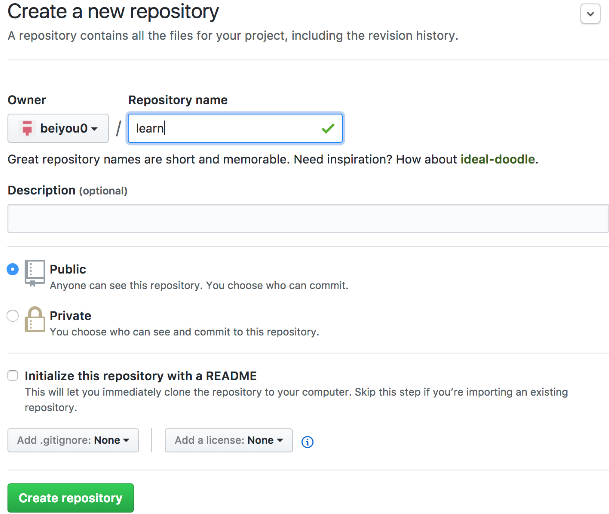 Create a new repository
A repository contains all the files for your project, including the revision history.
Owner
Repository name
beiyou0 / learn
Great repository names are short and memorable. Need inspiration? How about ideal-doodle.
Description (optional)
Public
Anyone can see this repository. You choose who can commit.
Private
You choose who can see and commit to this repository.
Initialize this repository with a README
This will let you immediately clone the repository to your computer. Skip this step if you’re importing an existing
repository.
Add .gitignore: None
Add a license: None
Create repository